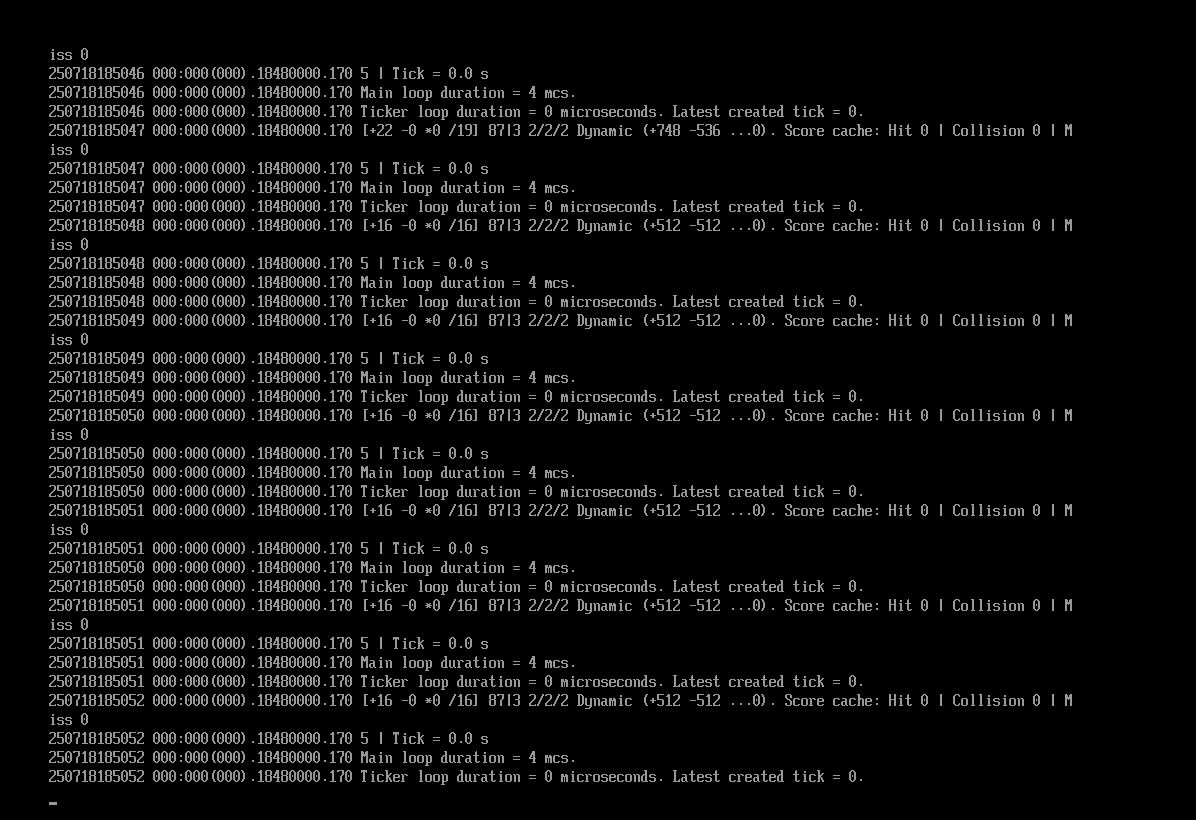 iss 0
250718185046 000:000(000).18480000.170 5 | Tick = 0.0 s
250718185046 000:000(000).18480000.170 Main loop duration = 4 mcs.
250718185046 000:000(000).18480000.170 Ticker loop duration = 0 microseconds. Latest created tick = 0.
250718185047 000:000(000).18480000.170 [+22 -0 *0 /19] 87|3 2/2/2 Dynamic (+748 -536 ...0). Score cache: Hit 0 | Collision 0 | M
iss 0
250718185047 000:000(000).18480000.170 5 | Tick = 0.0 s
250718185047 000:000(000).18480000.170 Main loop duration = 4 mcs.
250718185047 000:000(000).18480000.170 Ticker loop duration = 0 microseconds. Latest created tick = 0.
250718185048 000:000(000).18480000.170 [+16 -0 *0 /16] 87|3 2/2/2 Dynamic (+512 -512 ...0). Score cache: Hit 0 | Collision 0 | M
iss 0
250718185048 000:000(000).18480000.170 5 | Tick = 0.0 s
250718185048 000:000(000).18480000.170 Main loop duration = 4 mcs.
250718185048 000:000(000).18480000.170 Ticker loop duration = 0 microseconds. Latest created tick = 0.
250718185049 000:000(000).18480000.170 [+16 -0 *0 /16] 87|3 2/2/2 Dynamic (+512 -512 ...0). Score cache: Hit 0 | Collision 0 | M
iss 0
250718185049 000:000(000).18480000.170 5 | Tick = 0.0 s
250718185049 000:000(000).18480000.170 Main loop duration = 4 mcs.
250718185049 000:000(000).18480000.170 Ticker loop duration = 0 microseconds. Latest created tick = 0.
250718185050 000:000(000).18480000.170 [+16 -0 *0 /16] 87|3 2/2/2 Dynamic (+512 -512 ...0). Score cache: Hit 0 | Collision 0 | M
iss 0
250718185050 000:000(000).18480000.170 5 | Tick = 0.0 s
250718185050 000:000(000).18480000.170 Main loop duration = 4 mcs.
250718185050 000:000(000).18480000.170 Ticker loop duration = 0 microseconds. Latest created tick = 0.
250718185051 000:000(000).18480000.170 [+16 -0 *0 /16] 87|3 2/2/2 Dynamic (+512 -512 ...0). Score cache: Hit 0 | Collision 0 | M
iss 0
250718185051 000:000(000).18480000.170 5 | Tick = 0.0 s
250718185050 000:000(000).18480000.170 Main loop duration = 4 mcs.
250718185050 000:000(000).18480000.170 Ticker loop duration = 0 microseconds. Latest created tick = 0.
250718185051 000:000(000).18480000.170 [+16 -0 *0 /16] 87|3 2/2/2 Dynamic (+512 -512 ...0). Score cache: Hit 0 | Collision 0 | M
iss 0
250718185051 000:000(000).18480000.170 5 | Tick = 0.0 s
250718185051 000:000(000).18480000.170 Main loop duration = 4 mcs.
250718185051 000:000(000).18480000.170 Ticker loop duration = 0 microseconds. Latest created tick = 0.
250718185052 000:000(000).18480000.170 [+16 -0 *0 /16] 87|3 2/2/2 Dynamic (+512 -512 ...0). Score cache: Hit 0 | Collision 0 | M
iss 0
250718185052 000:000(000).18480000.170 5 | Tick = 0.0 s
250718185052 000:000(000).18480000.170 Main loop duration = 4 mcs.
250718185052 000:000(000).18480000.170 Ticker loop duration = 0 microseconds. Latest created tick = 0.